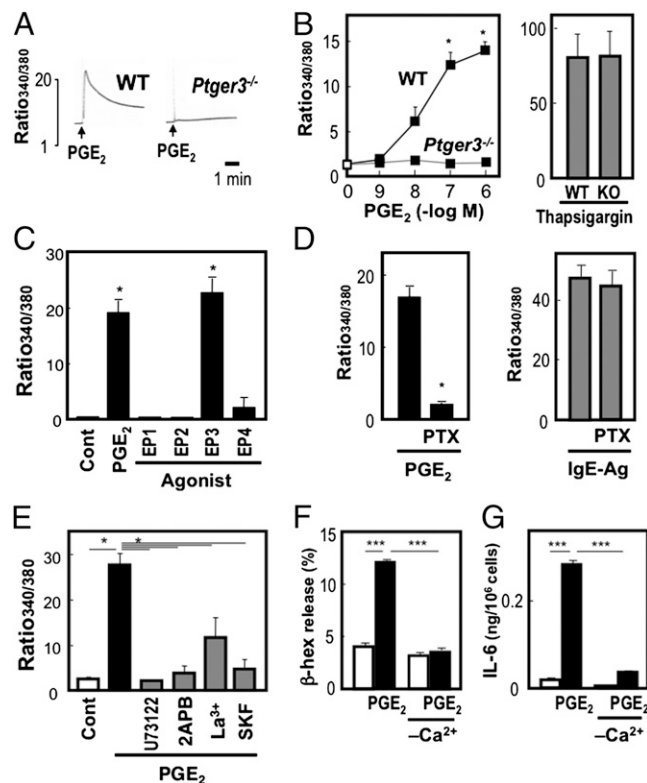 A
20
Ratio340/380
1
WT
Ptger3-/-
PGE2
PGE2
1 min
B
15
10
5
0
Ratio340/380
*
*
WT
Ptger3-/-
0 9 8 7 6
PGE2 (-log M)
100
50
0
WT KO
Thapsigargin
C
30
20
10
0
Ratio340/380
*
*
Cont
PGE2
EP1
EP2
EP3
EP4
Agonist
D
20
10
0
Ratio340/380
*
PTX
PGE2
40
20
0
Ratio340/380
PTX
IgE-Ag
E
30
20
10
0
Ratio340/380
*
*
Cont
U73122
2APB
La3+
SKF
PGE2
F
15
10
5
0
β-hex release (%)
*** ***
PGE2 PGE2
–Ca2+
G
0.2
0
IL-6 (ng/106 cells)
*** ***
PGE2 PGE2
–Ca2+